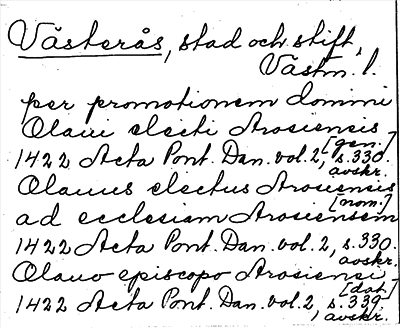 Västerås, stad och stift,
Västm. l.
per promotionem domini
Olaui electi Arosiensis
[gen.]
1422 Acta Pont. Dan. vol. 2, s. 330.
avskr.
Olauus electus Arosiensis
[nom.]
ad ecclesiam Arosiensem
1422 Acta Pont. Dan. vol. 2, s. 330.
avskr.
Olauo episcopo Arosiensi
[dat.]
1422 Acta Pont. Dan. vol. 2, s. 339,
avskr.